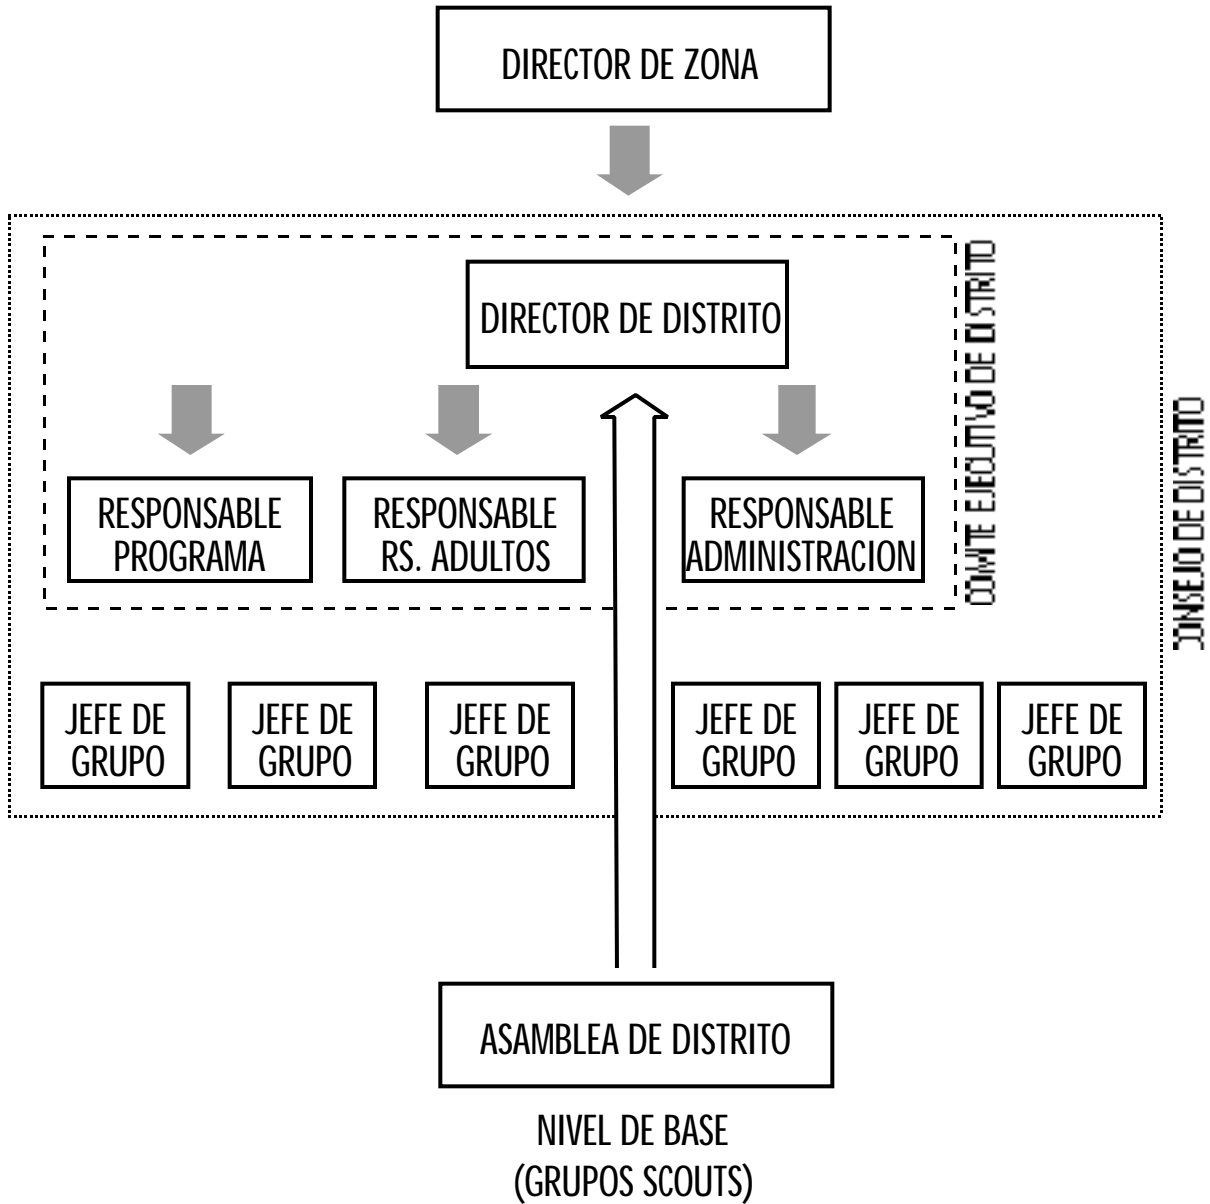 DIRECTOR DE ZONA
DIRECTOR DE DISTRITO
COMITE EJECUTIVO DE DISTRITO
CONSEJO DE DISTRITO
RESPONSABLE
PROGRAMA
RESPONSABLE
RS. ADULTOS
RESPONSABLE
ADMINISTRACION
JEFE DE
GRUPO
JEFE DE
GRUPO
JEFE DE
GRUPO
JEFE DE
GRUPO
JEFE DE
GRUPO
JEFE DE
GRUPO
ASAMBLEA DE DISTRITO
NIVEL DE BASE
(GRUPOS SCOUTS)